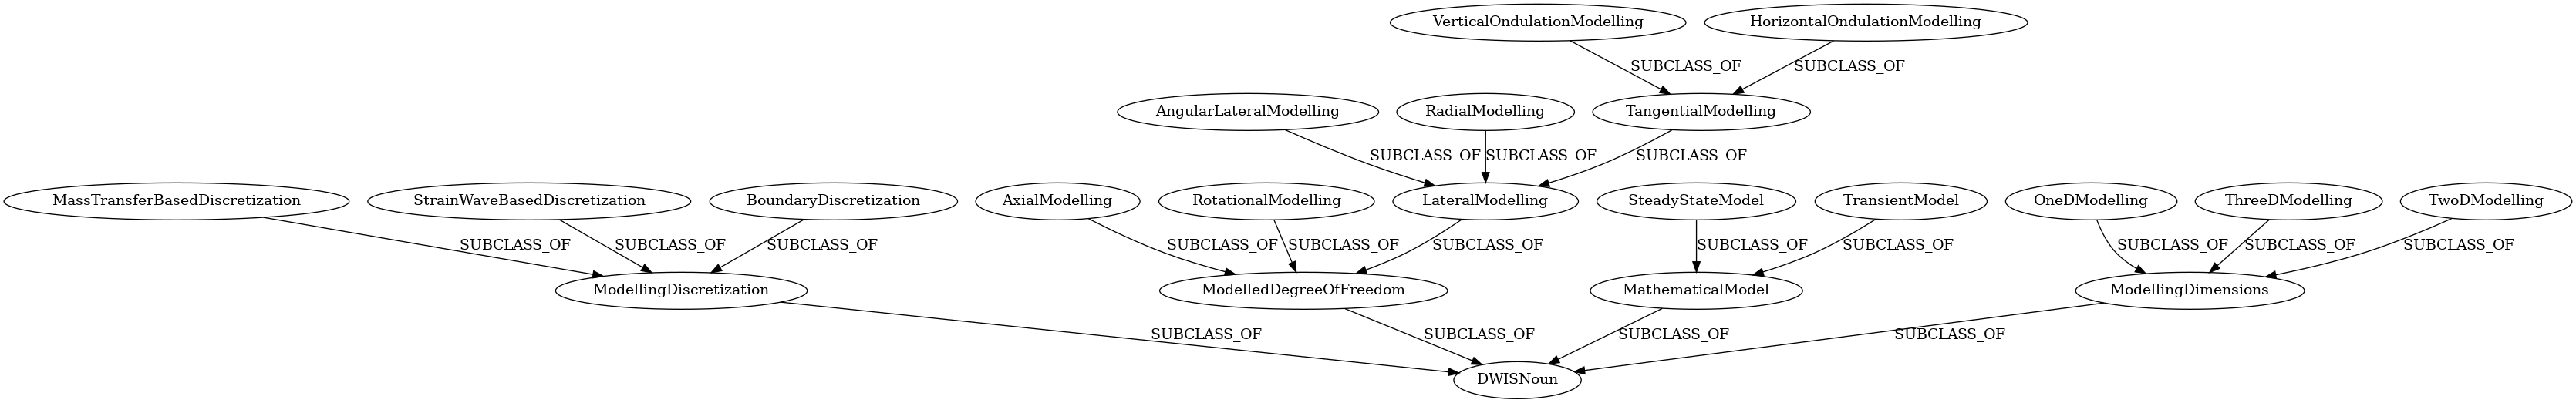 VerticalOndulationModelling
HorizontalOndulationModelling
SUBCLASS_OF
SUBCLASS_OF
AngularLateralModelling
RadialModelling
TangentialModelling
SUBCLASS_OF
SUBCLASS_OF
SUBCLASS_OF
MassTransferBasedDiscretization
StrainWaveBasedDiscretization
BoundaryDiscretization
AxialModelling
RotationalModelling
LateralModelling
SteadyStateModel
TransientModel
OneDModelling
ThreeDModelling
TwoDModelling
SUBCLASS_OF
SUBCLASS_OF
SUBCLASS_OF
SUBCLASS_OF
SUBCLASS_OF
SUBCLASS_OF
SUBCLASS_OF
SUBCLASS_OF
SUBCLASS_OF
SUBCLASS_OF
SUBCLASS_OF
ModellingDiscretization
ModelledDegreeOfFreedom
MathematicalModel
ModellingDimensions
SUBCLASS_OF
SUBCLASS_OF
SUBCLASS_OF
SUBCLASS_OF
DWISNoun